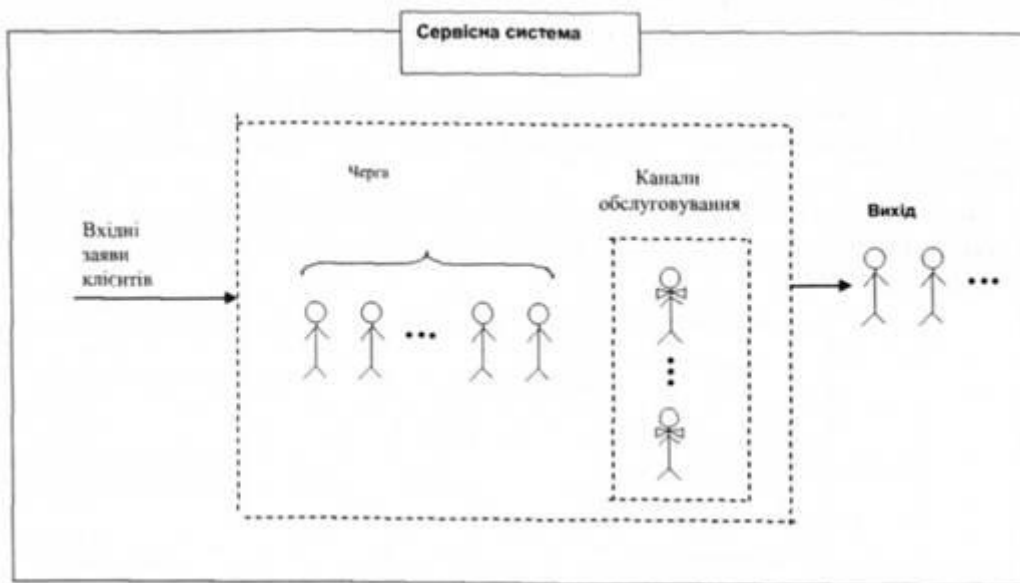 Сервісна система
Черга
Канали
обслуговування
Вхідні
заяви
клієнтів
Вихід